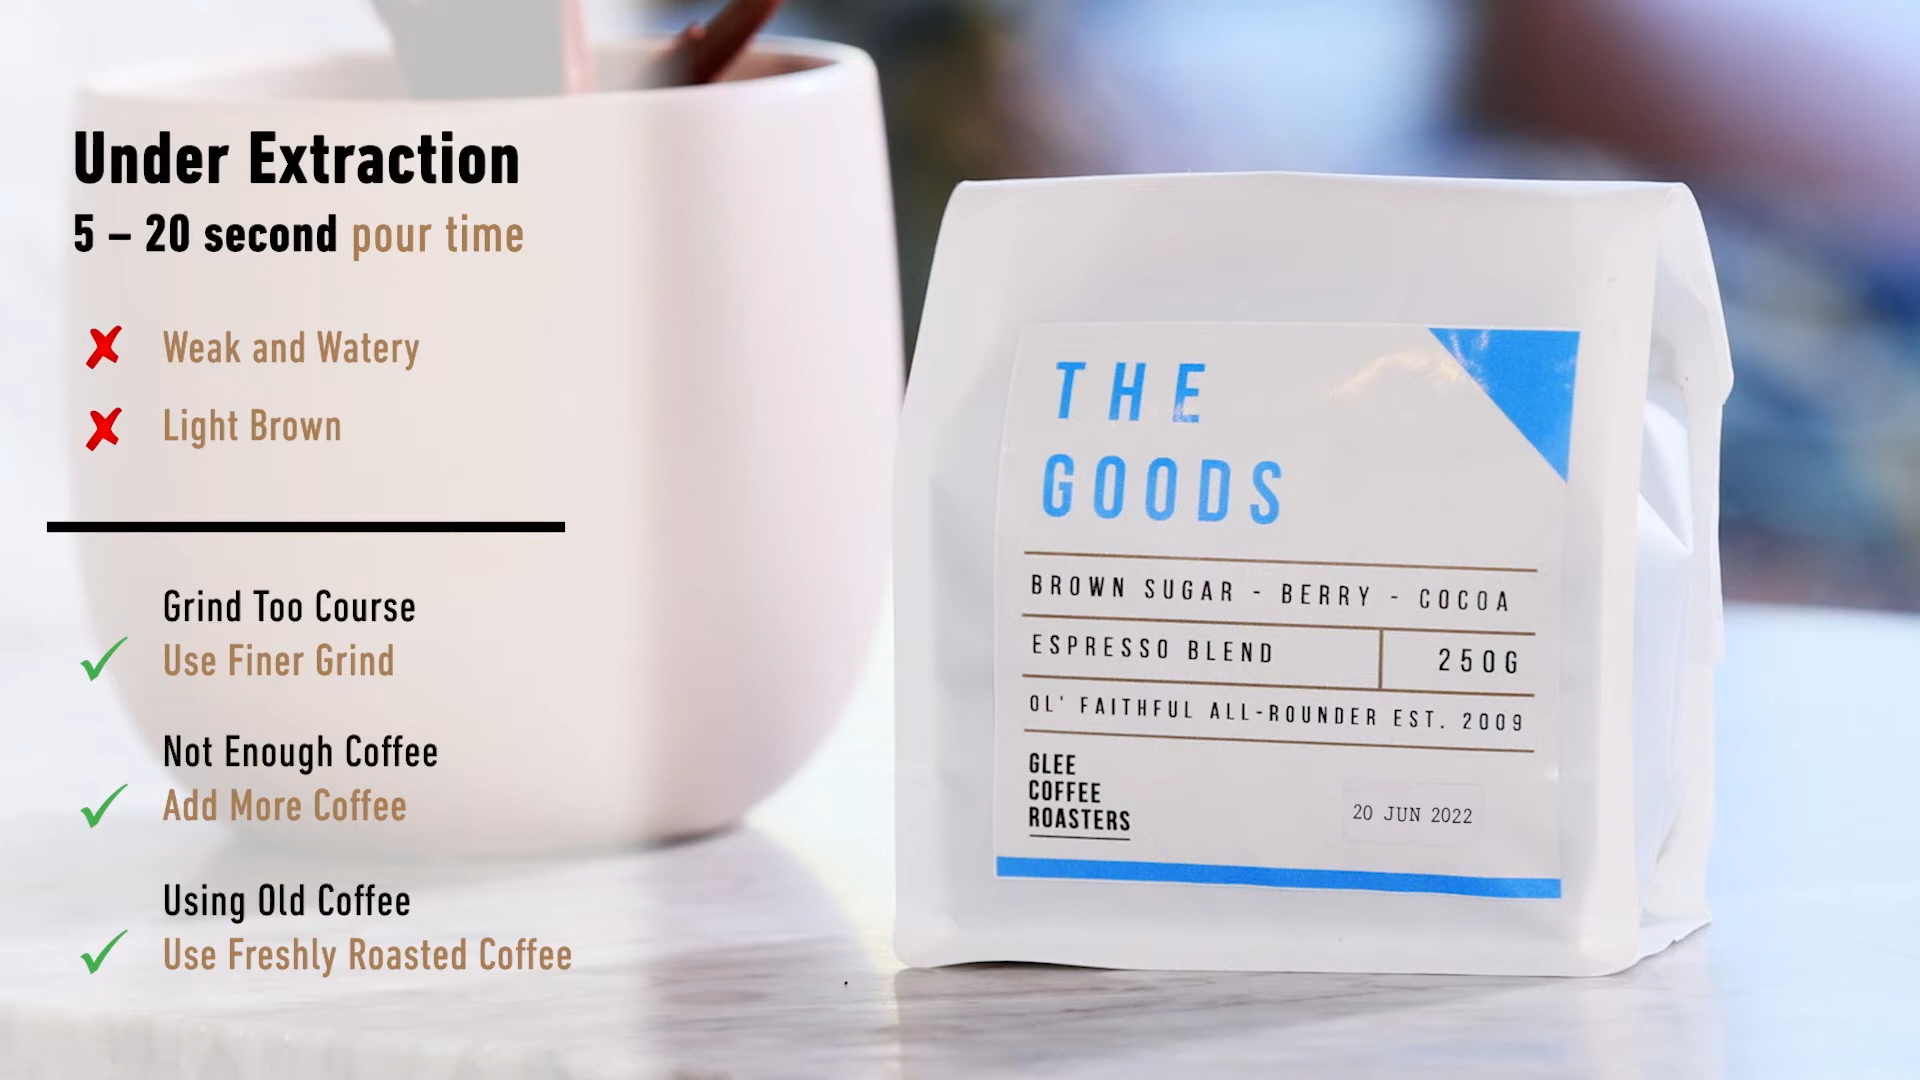 Under Extraction
5 – 20 second pour time
Weak and Watery
Light Brown
Grind Too Course
Use Finer Grind
Not Enough Coffee
Add More Coffee
Using Old Coffee
Use Freshly Roasted Coffee
THE
GOODS
BROWN SUGAR - BERRY - COCOA
ESPRESSO BLEND
250G
OL' FAITHFUL ALL-ROUNDER EST. 2009
GLEE
COFFEE
ROASTERS
20 JUN 2022